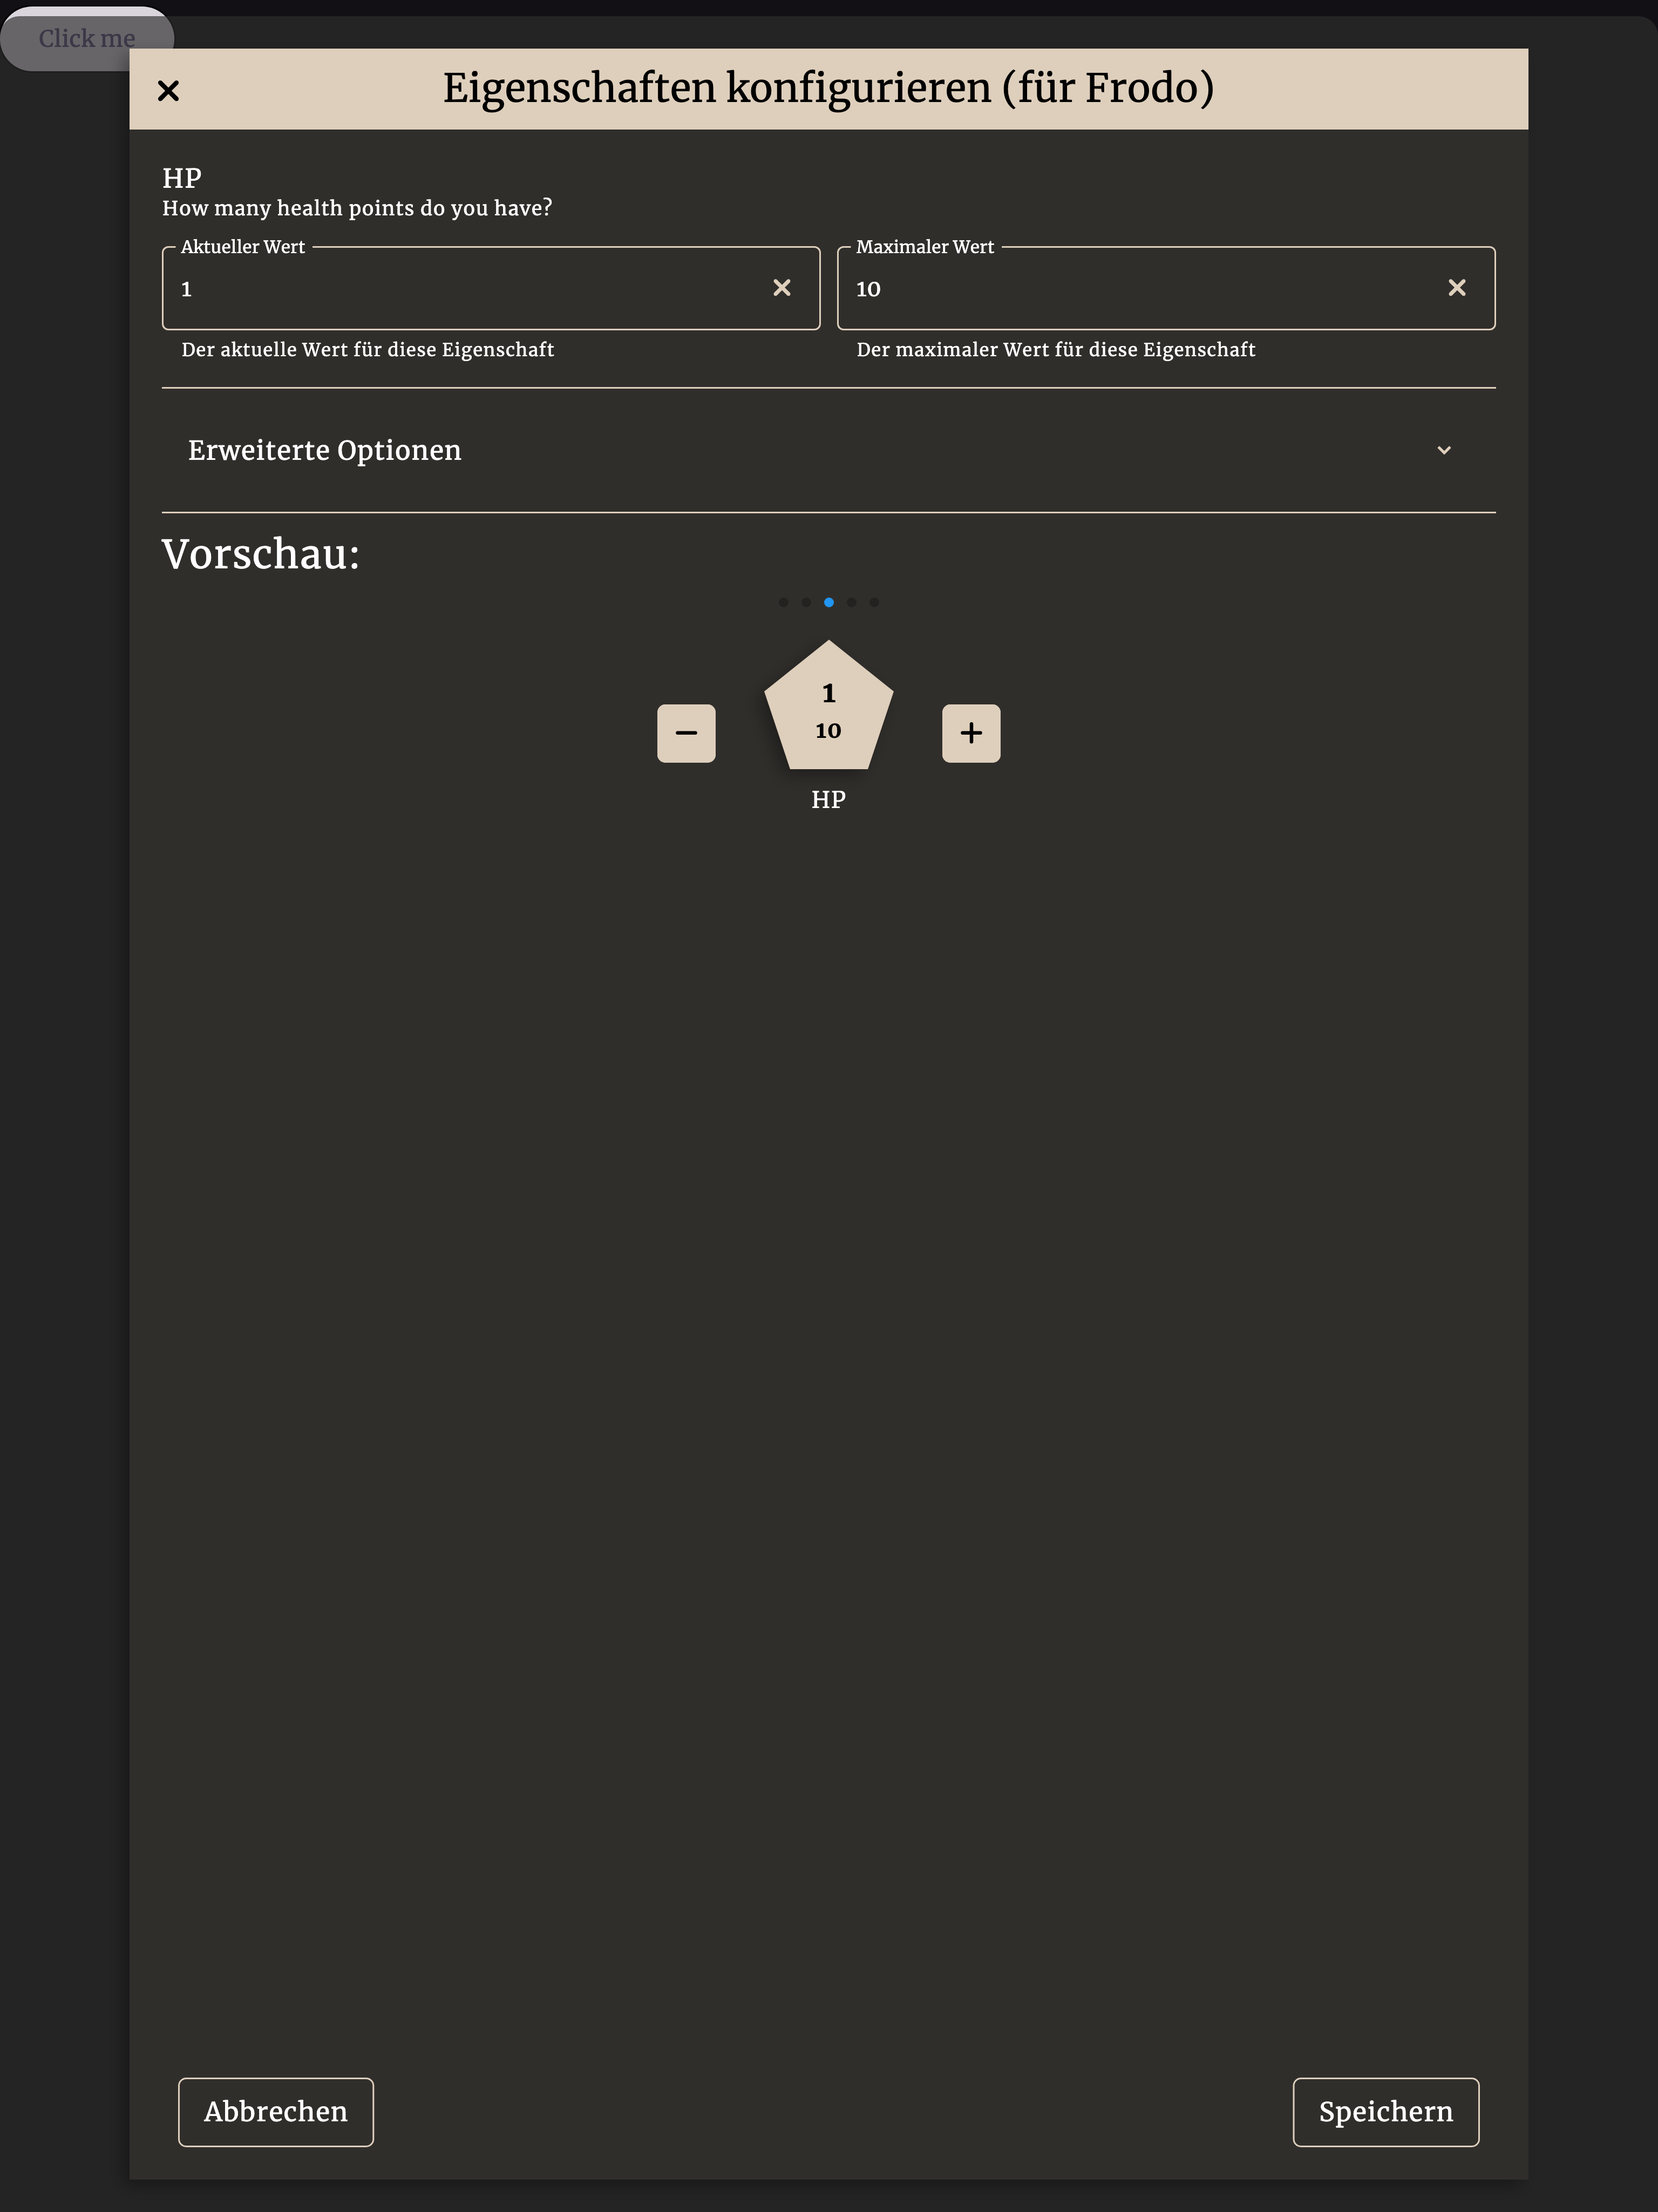 Click me
Eigenschaften konfigurieren (für Frodo)
HP
How many health points do you have?
Aktueller Wert
1
Der aktuelle Wert für diese Eigenschaft
Maximaler Wert
10
Der maximaler Wert für diese Eigenschaft
Erweiterte Optionen
Vorschau:
1
10
HP
Abbrechen
Speichern